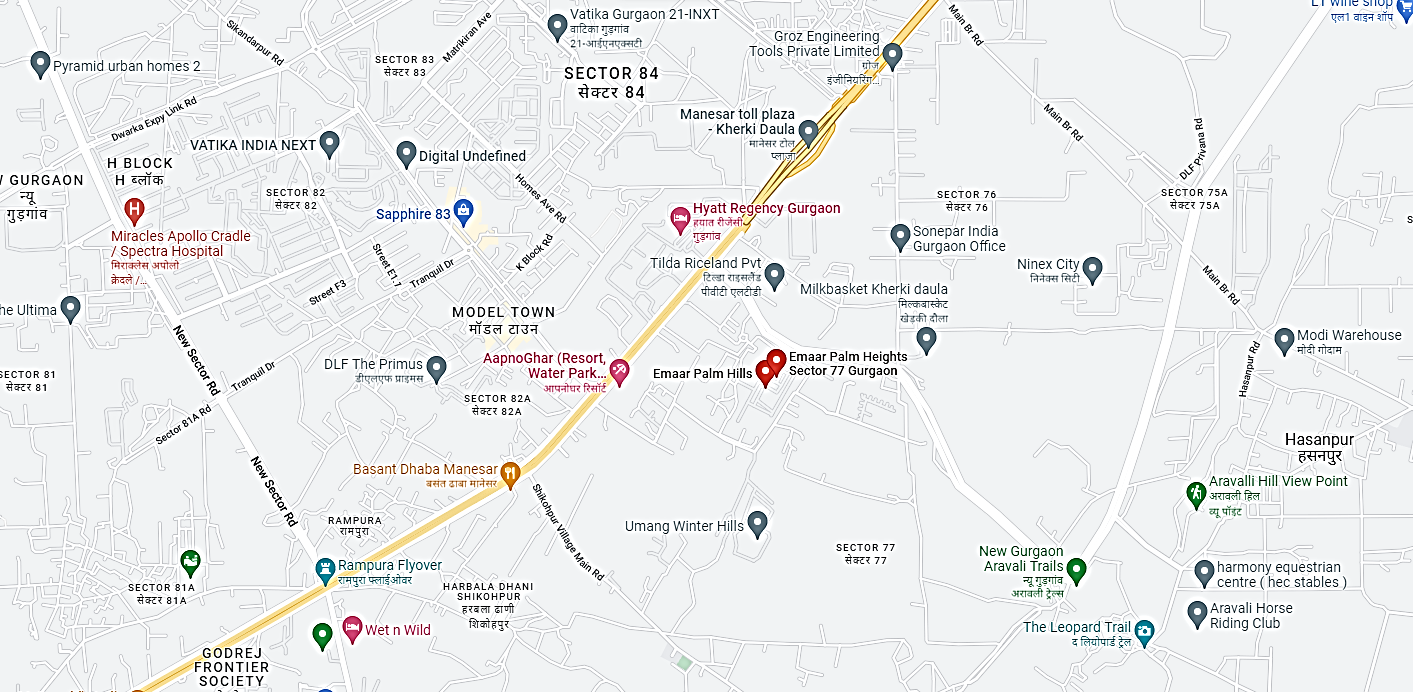 Vatika Gurgaon 21-INXT
वाटिका गुड़गांव
21-आईएनएक्सटी
Matrikiran Ave
Sikandarpur Rd
Main Br Rd
वाइन शॉप
एल1
Groz Engineering
Tools Private Limited
ग्रोज
इंजीनियरिंग...
SECTOR 83
सेक्टर 83
SECTOR 84
सेक्टर 84
Pyramid urban homes 2
Dwarka Expy Link Rd
Manesar toll plaza
- Kherki Daula
मानेसर टोल
प्लाज़ा
Main Br Rd
DLF Privana Rd
VATIKA INDIA NEXT
Digital Undefined
H BLOCK
H ब्लॉक
GURGAON
न्यू
गुड़गांव
SECTOR 82
सेक्टर 82
Homes Ave Rd
SECTOR 76
सेक्टर 76
SECTOR 75A
सेक्टर 75A
Sapphire 83
Hyatt Regency Gurgaon
हयात रीजेंसी
गुड़गांव
Miracles Apollo Cradle
/ Spectra Hospital
मिराक्लेस अपोलो
क्रेदले /...
Sonepar India
Gurgaon Office
K Block Rd
Street E1.7
Tranquil Dr
Street F3
Tilda Riceland Pvt
टिल्डा राइसलैंड
पीवीटी एलटीडी
Ninex City
निनेक्स सिटी
Main Br Rd
Milkbasket Kherki daula
मिल्कबास्केट
खेड़की दौला
he Ultima
MODEL TOWN
मॉडल टाउन
New Sector Rd
Modi Warehouse
मोदी गोदाम
Hasanpur Rd
AapnoGhar (Resort,
Water Park...
आपनोघर रिसॉर्ट
DLF The Primus
डीएलएफ प्राइमस
Emaar Palm Heights
Sector 77 Gurgaon
Emaar Palm Hills
SECTOR 81
सेक्टर 81
Tranquil Dr
Sector 81A Rd
SECTOR 82A
सेक्टर 82A
Hasanpur
हसनपुर
Basant Dhaba Manesar
बसंत ढाबा मानेसर
New Sector Rd
Aravalli Hill View Point
अरावली हिल
व्यू पॉइंट
Shikohpur Village Main Rd
RAMPURA
रामपुरा
Umang Winter Hills
SECTOR 77
सेक्टर 77
New Gurgaon
Aravali Trails
न्यू गुड़गांव
अरावली ट्रेल्स
Rampura Flyover
रामपुरा फ्लाईओवर
SECTOR 81A
सेक्टर 81A
HARBALA DHANI
SHIKOHPUR
हरबला ढाणी
शिकोहपुर
harmony equestrian
centre ( hec stables )
Aravali Horse
Riding Club
The Leopard Trail
द लियोपार्ड ट्रेल
Wet n Wild
GODREJ
FRONTIER
SOCIETY